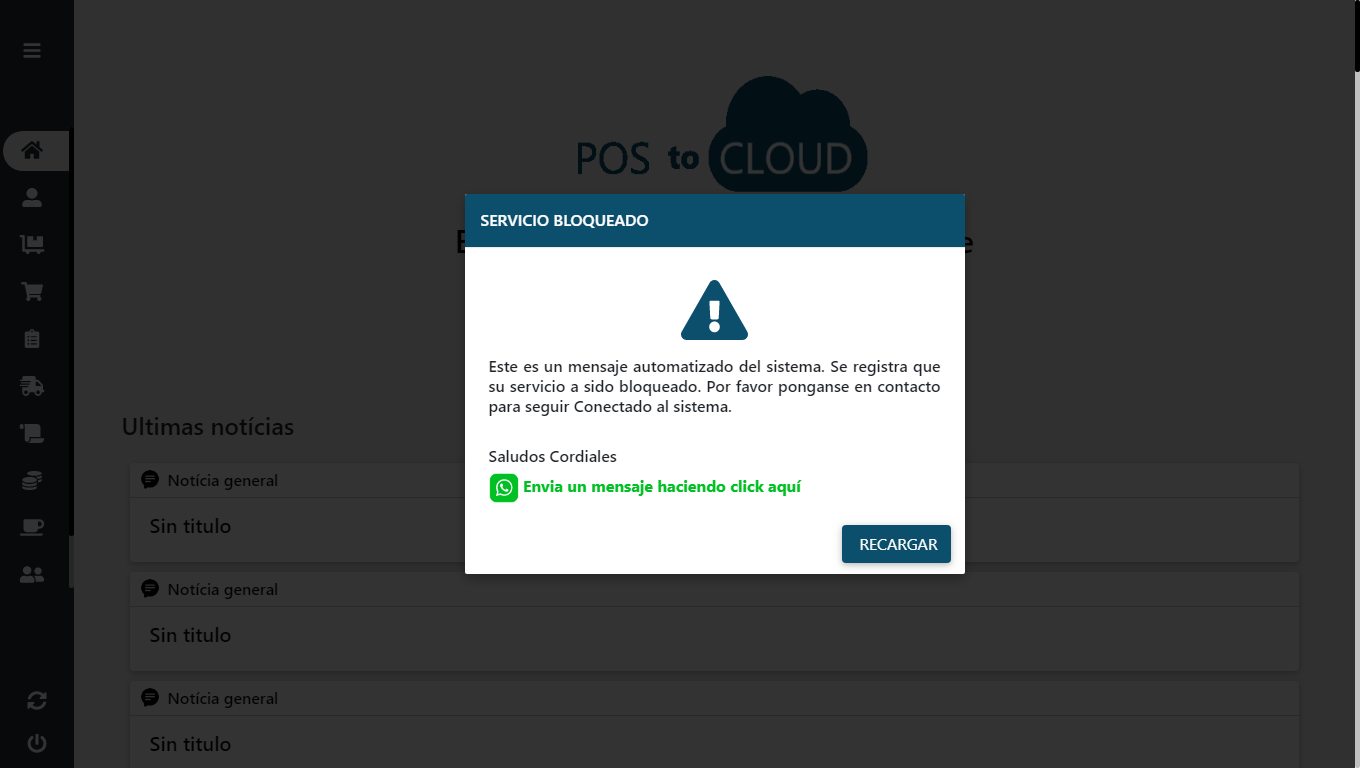 POS to CLOUD
SERVICIO BLOQUEADO
Este es un mensaje automatizado del sistema. Se registra que
su servicio a sido bloqueado. Por favor ponganse en contacto
para seguir Conectado al sistema.
Saludos Cordiales
Envia un mensaje haciendo click aquí
RECARGAR
Ultimas notícias
Notícia general
Sin titulo
Notícia general
Sin titulo
Notícia general
Sin titulo